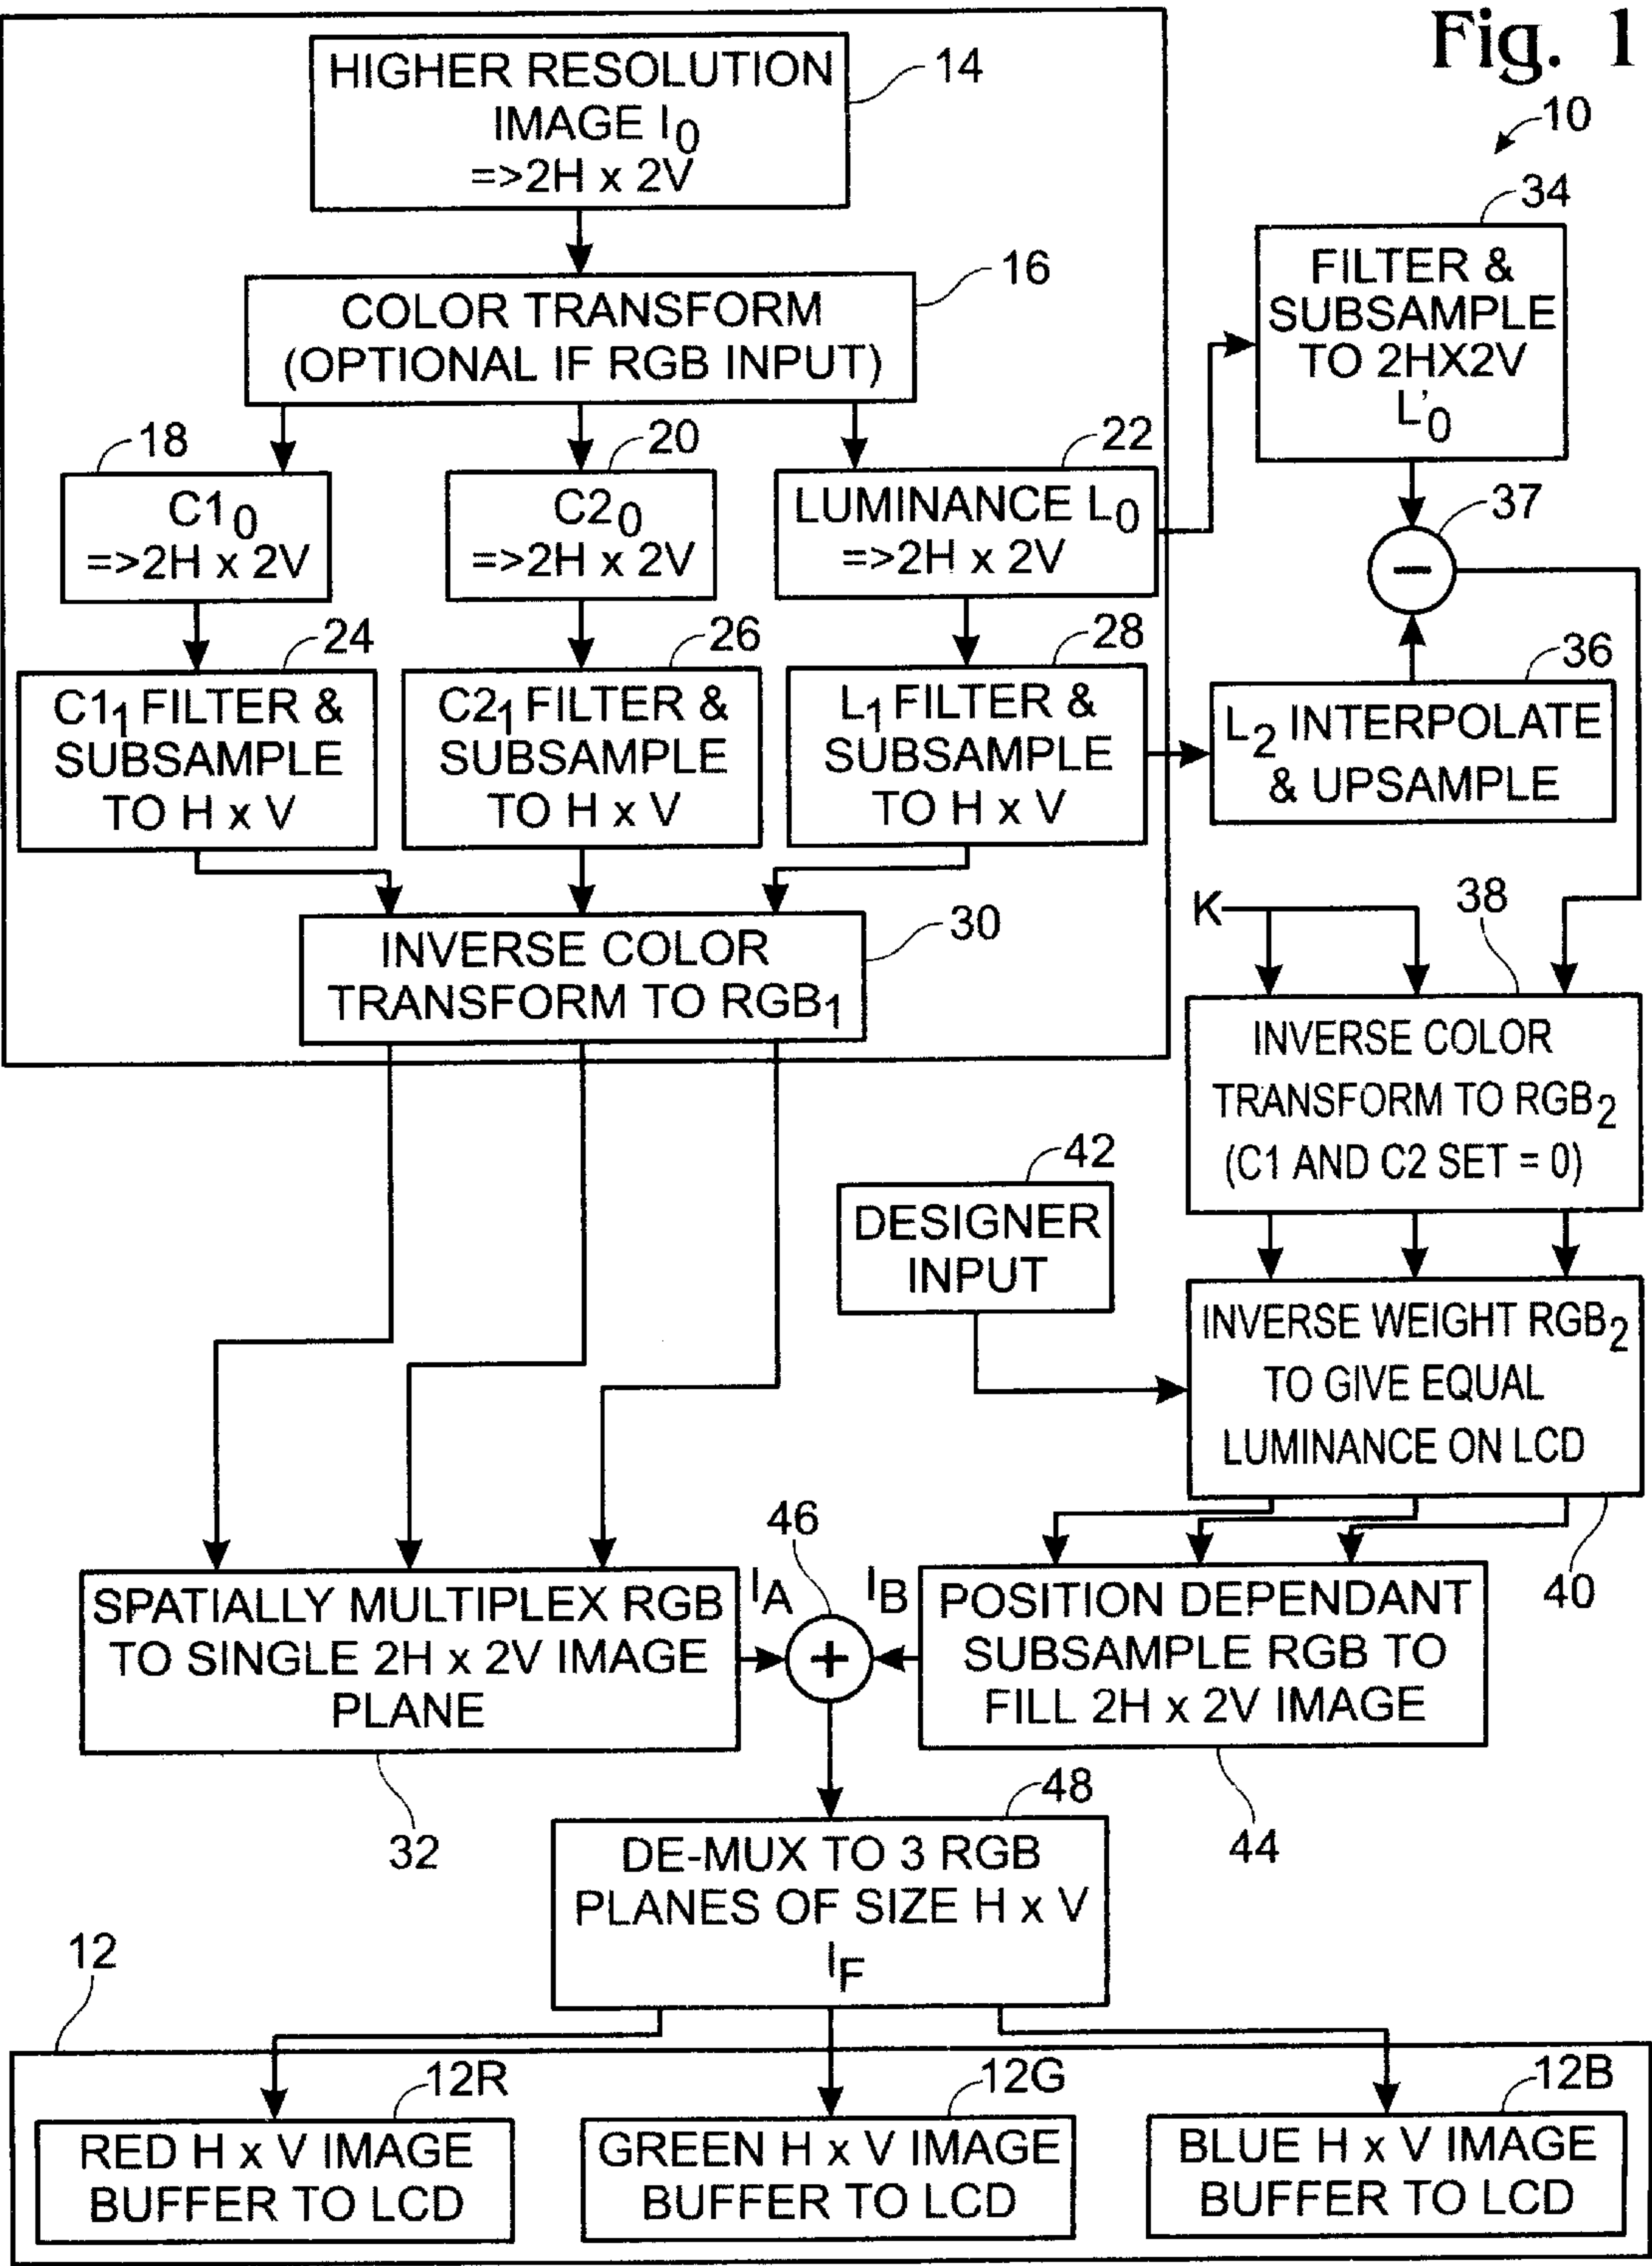 Fig. 1
10
HIGHER RESOLUTION
IMAGE I0
=>2H x 2V
14
COLOR TRANSFORM
(OPTIONAL IF RGB INPUT)
16
34
FILTER &
SUBSAMPLE
TO 2HX2V
L'0
18
C10
=>2H x 2V
20
C20
=>2H x 2V
22
LUMINANCE L0
=>2H x 2V
37
−
24
C11 FILTER &
SUBSAMPLE
TO H x V
26
C21 FILTER &
SUBSAMPLE
TO H x V
28
L1 FILTER &
SUBSAMPLE
TO H x V
36
L2 INTERPOLATE
& UPSAMPLE
30
INVERSE COLOR
TRANSFORM TO RGB1
K
38
INVERSE COLOR
TRANSFORM TO RGB2
(C1 AND C2 SET = 0)
42
DESIGNER
INPUT
INVERSE WEIGHT RGB2
TO GIVE EQUAL
LUMINANCE ON LCD
40
SPATIALLY MULTIPLEX RGB
TO SINGLE 2H x 2V IMAGE
PLANE
32
IA
46
+
IB
POSITION DEPENDANT
SUBSAMPLE RGB TO
FILL 2H x 2V IMAGE
44
48
DE-MUX TO 3 RGB
PLANES OF SIZE H x V
IF
12
12R
RED H x V IMAGE
BUFFER TO LCD
12G
GREEN H x V IMAGE
BUFFER TO LCD
12B
BLUE H x V IMAGE
BUFFER TO LCD